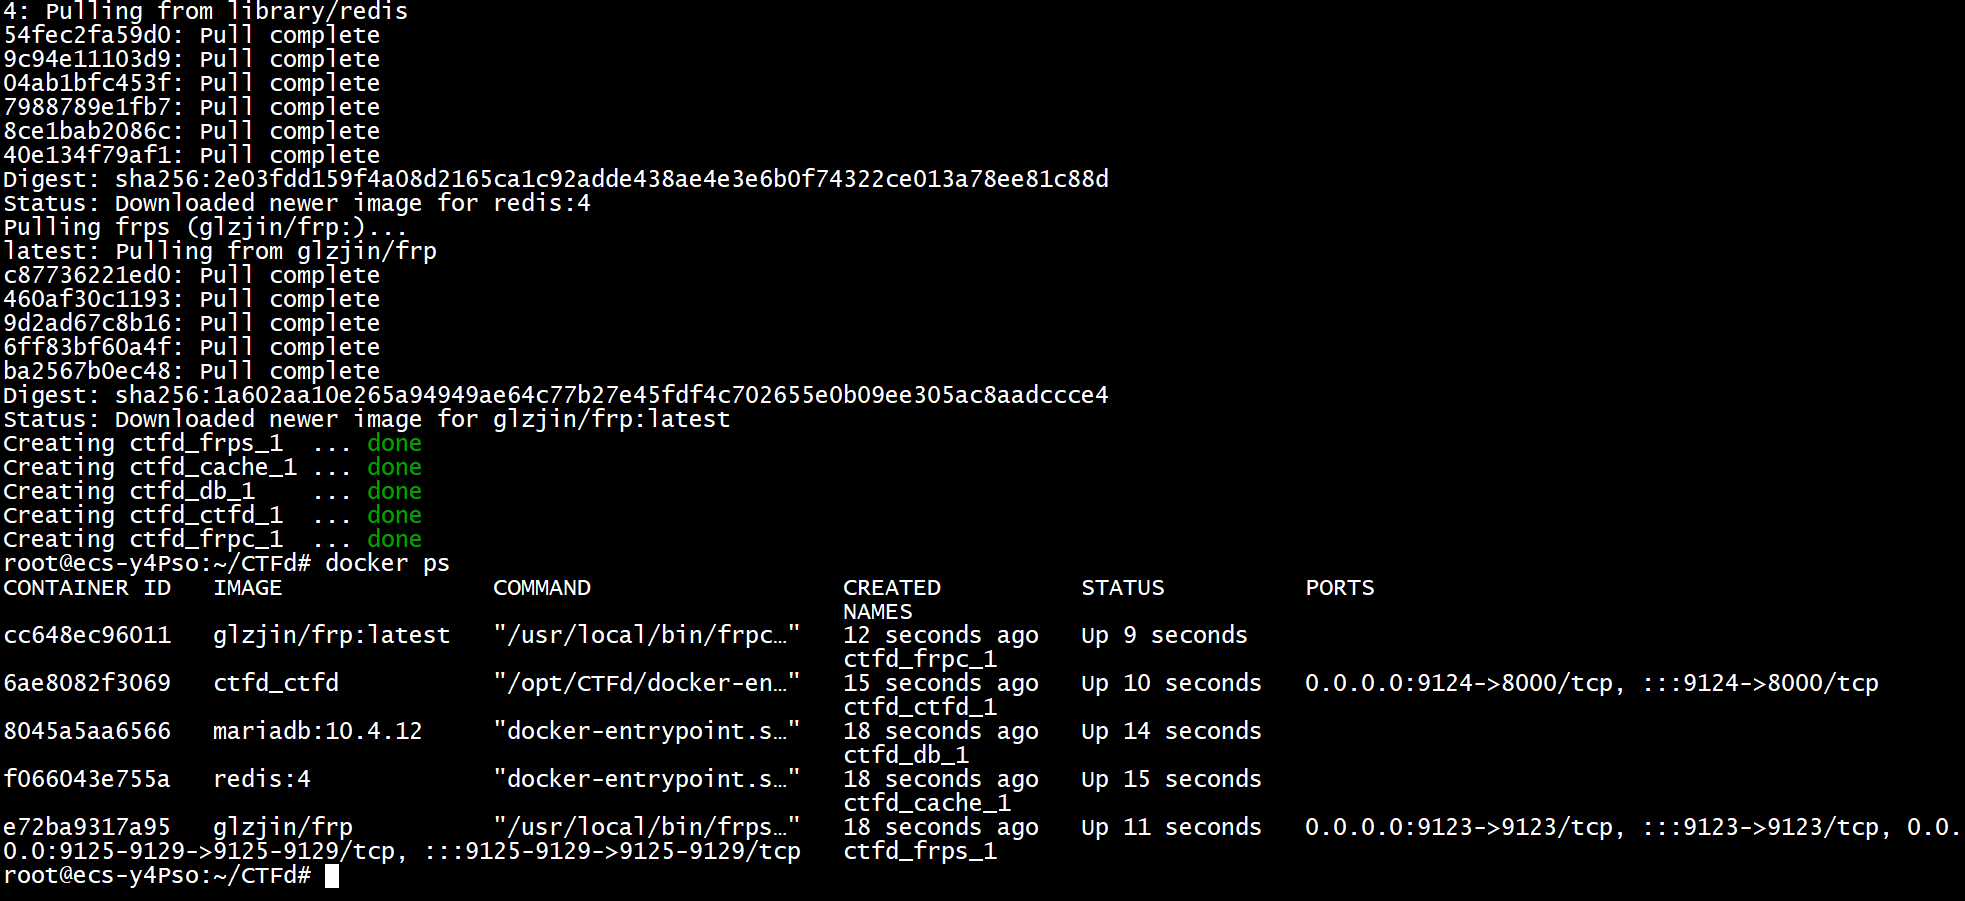 4: Pulling from library/redis
54fec2fa59d0: Pull complete
9c94e11103d9: Pull complete
04ab1bfc453f: Pull complete
7988789e1fb7: Pull complete
8ce1bab2086c: Pull complete
40e134f79af1: Pull complete
Digest: sha256:2e03fdd159f4a08d2165ca1c92adde438ae4e3e6b0f74322ce013a78ee81c88d
Status: Downloaded newer image for redis:4
Pulling frps (glzjin/frp:)...
latest: Pulling from glzjin/frp
c87736221ed0: Pull complete
460af30c1193: Pull complete
9d2ad67c8b16: Pull complete
6ff83bf60a4f: Pull complete
ba2567b0ec48: Pull complete
Digest: sha256:1a602aa10e265a94949ae64c77b27e45fdf4c702655e0b09ee305ac8aadccce4
Status: Downloaded newer image for glzjin/frp:latest
Creating ctfd_frps_1  ... done
Creating ctfd_cache_1 ... done
Creating ctfd_db_1    ... done
Creating ctfd_ctfd_1  ... done
Creating ctfd_frpc_1  ... done
root@ecs-y4Pso:~/CTFd# docker ps
CONTAINER ID   IMAGE               COMMAND                  CREATED          STATUS          PORTS
NAMES
cc648ec96011   glzjin/frp:latest   "/usr/local/bin/frpc…"   12 seconds ago   Up 9 seconds
ctfd_frpc_1
6ae8082f3069   ctfd_ctfd           "/opt/CTFd/docker-en…"   15 seconds ago   Up 10 seconds   0.0.0.0:9124->8000/tcp, :::9124->8000/tcp
ctfd_ctfd_1
8045a5aa6566   mariadb:10.4.12     "docker-entrypoint.s…"   18 seconds ago   Up 14 seconds
ctfd_db_1
f066043e755a   redis:4             "docker-entrypoint.s…"   18 seconds ago   Up 15 seconds
ctfd_cache_1
e72ba9317a95   glzjin/frp          "/usr/local/bin/frps…"   18 seconds ago   Up 11 seconds   0.0.0.0:9123->9123/tcp, :::9123->9123/tcp, 0.0.
0.0:9125-9129->9125-9129/tcp, :::9125-9129->9125-9129/tcp   ctfd_frps_1
root@ecs-y4Pso:~/CTFd#